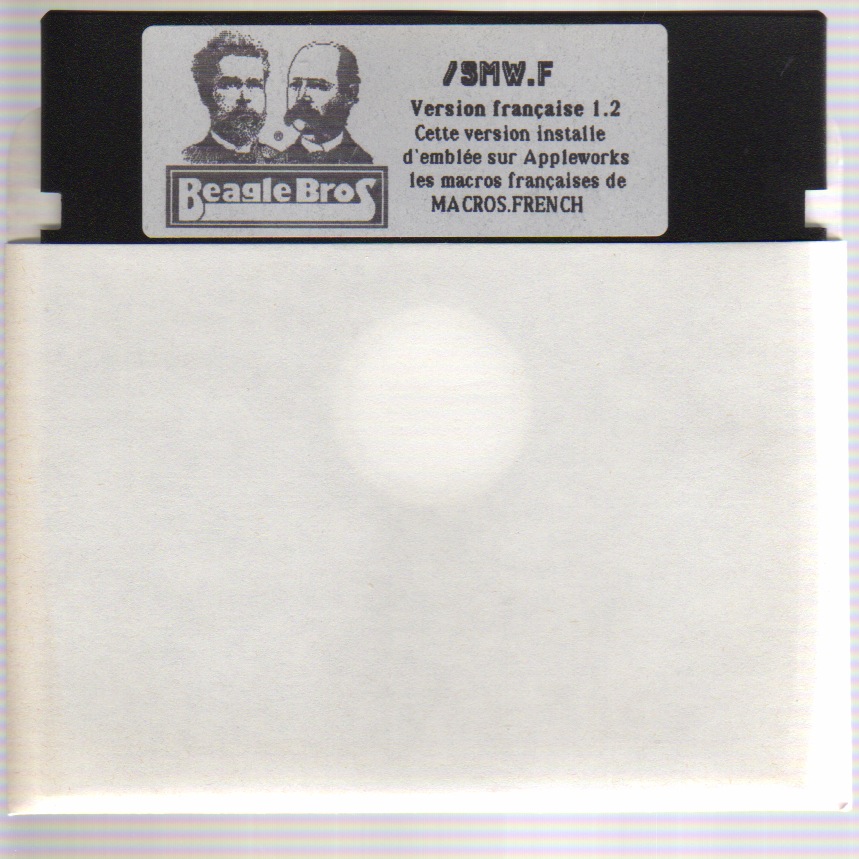 /SMW.F
Version française 1.2
Cette version installe
d'emblée sur Appleworks
les macros françaises de
MACROS.FRENCH
®
Beagle Bros